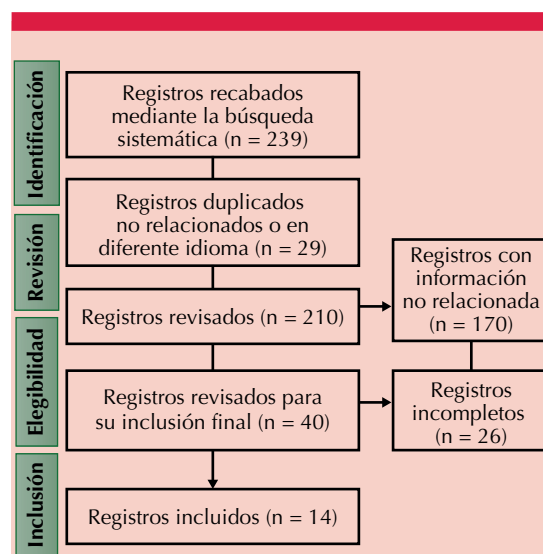 Identificación
Registros recabados
mediante la búsqueda
sistemática (n = 239)
Registros duplicados
no relacionados o en
diferente idioma (n = 29)
Revisión
Registros revisados (n = 210)
Registros con
información
no relacionada
(n = 170)
Elegibilidad
Registros revisados para
su inclusión final (n = 40)
Registros
incompletos
(n = 26)
Inclusión
Registros incluidos (n = 14)